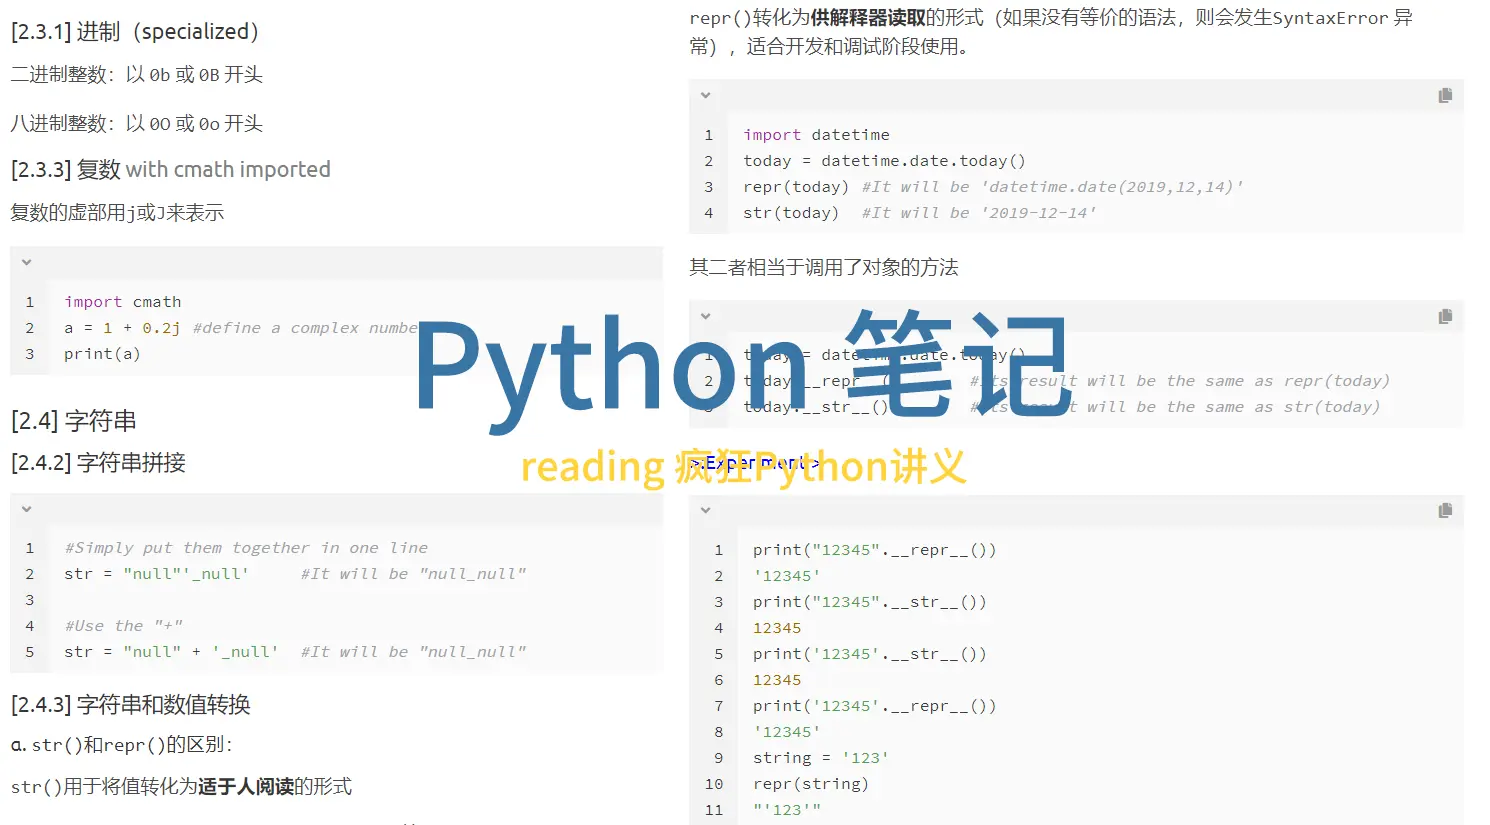 [2.3.1] 进制（specialized）
二进制整数：以 0b 或 0B 开头
八进制整数：以 0O 或 0o 开头
[2.3.3] 复数 with cmath imported
复数的虚部用j或J来表示
1 import cmath
2 a = 1 + 0.2j #define a complex numbe
3 print(a)
[2.4] 字符串
[2.4.2] 字符串拼接
1 #Simply put them together in one line
2 str = "null"'_null' #It will be "null_null"
3
4 #Use the "+"
5 str = "null" + '_null' #It will be "null_null"
[2.4.3] 字符串和数值转换
a. str()和repr()的区别：
str()用于将值转化为适于人阅读的形式
repr()转化为供解释器读取的形式（如果没有等价的语法，则会发生SyntaxError 异
常），适合开发和调试阶段使用。
1 import datetime
2 today = datetime.date.today()
3 repr(today) #It will be 'datetime.date(2019,12,14)'
4 str(today) #It will be '2019-12-14'
其二者相当于调用了对象的方法
1 today = datetime.date.today()
2 today.__repr__() #Its result will be the same as repr(today)
3 today.__str__() #Its result will be the same as str(today)
>.Experiment.>
1 print("12345".__repr__())
2 '12345'
3 print("12345".__str__())
4 12345
5 print('12345'.__str__())
6 12345
7 print('12345'.__repr__())
8 '12345'
9 string = '123'
10 repr(string)
11 "'123'"
Python 笔记
reading 疯狂Python讲义